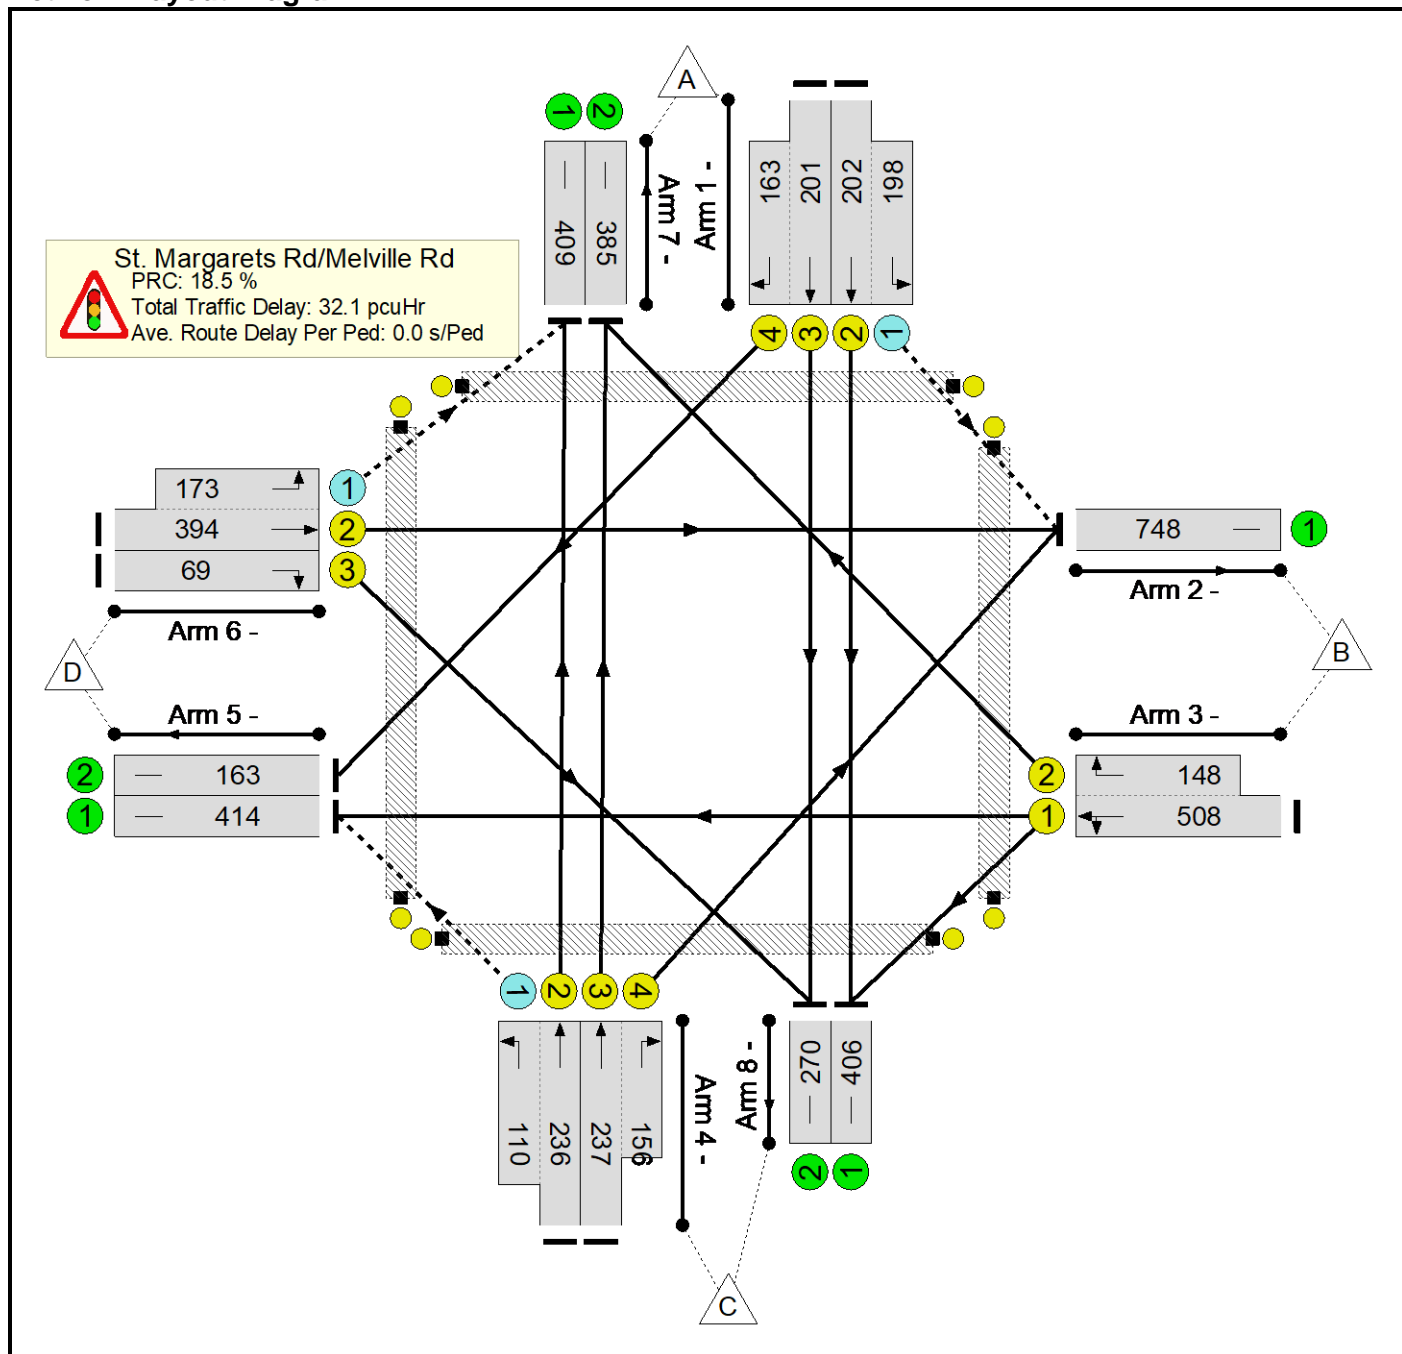 A
1
2
163
201
202
198
Arm 7 -
Arm 1 -
409
385
St. Margarets Rd/Melville Rd
PRC: 18.5 %
Total Traffic Delay: 32.1 pcuHr
Ave. Route Delay Per Ped: 0.0 s/Ped
4
3
2
1
173
1
394
2
69
3
748
1
Arm 6 -
Arm 2 -
D
B
Arm 5 -
Arm 3 -
2
163
2
148
1
414
1
508
1
2
3
4
110
236
237
156
Arm 4 -
Arm 8 -
270
406
2
1
C